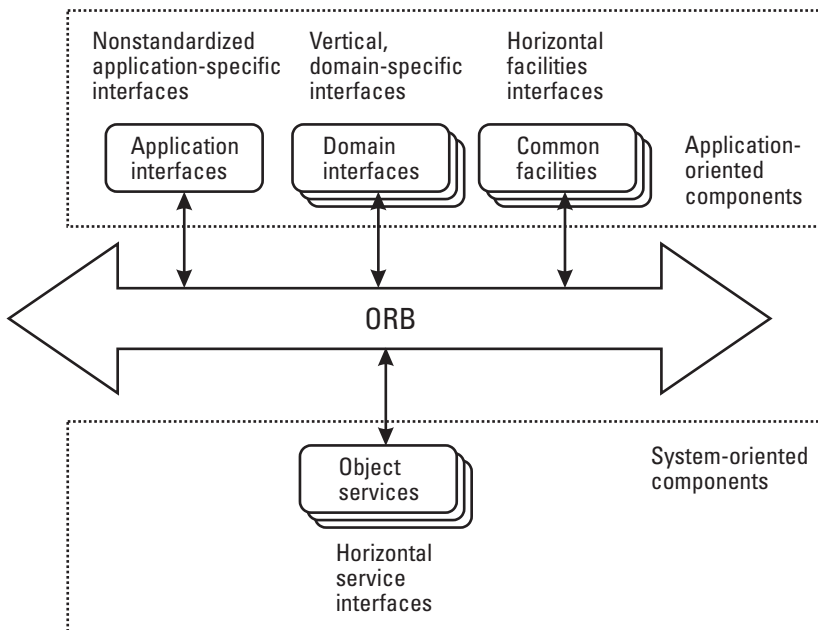 Nonstandardized
application-specific
interfaces
Vertical,
domain-specific
interfaces
Horizontal
facilities
interfaces
Application
interfaces
Domain
interfaces
Common
facilities
Application-
oriented
components
ORB
Object
services
System-oriented
components
Horizontal
service
interfaces